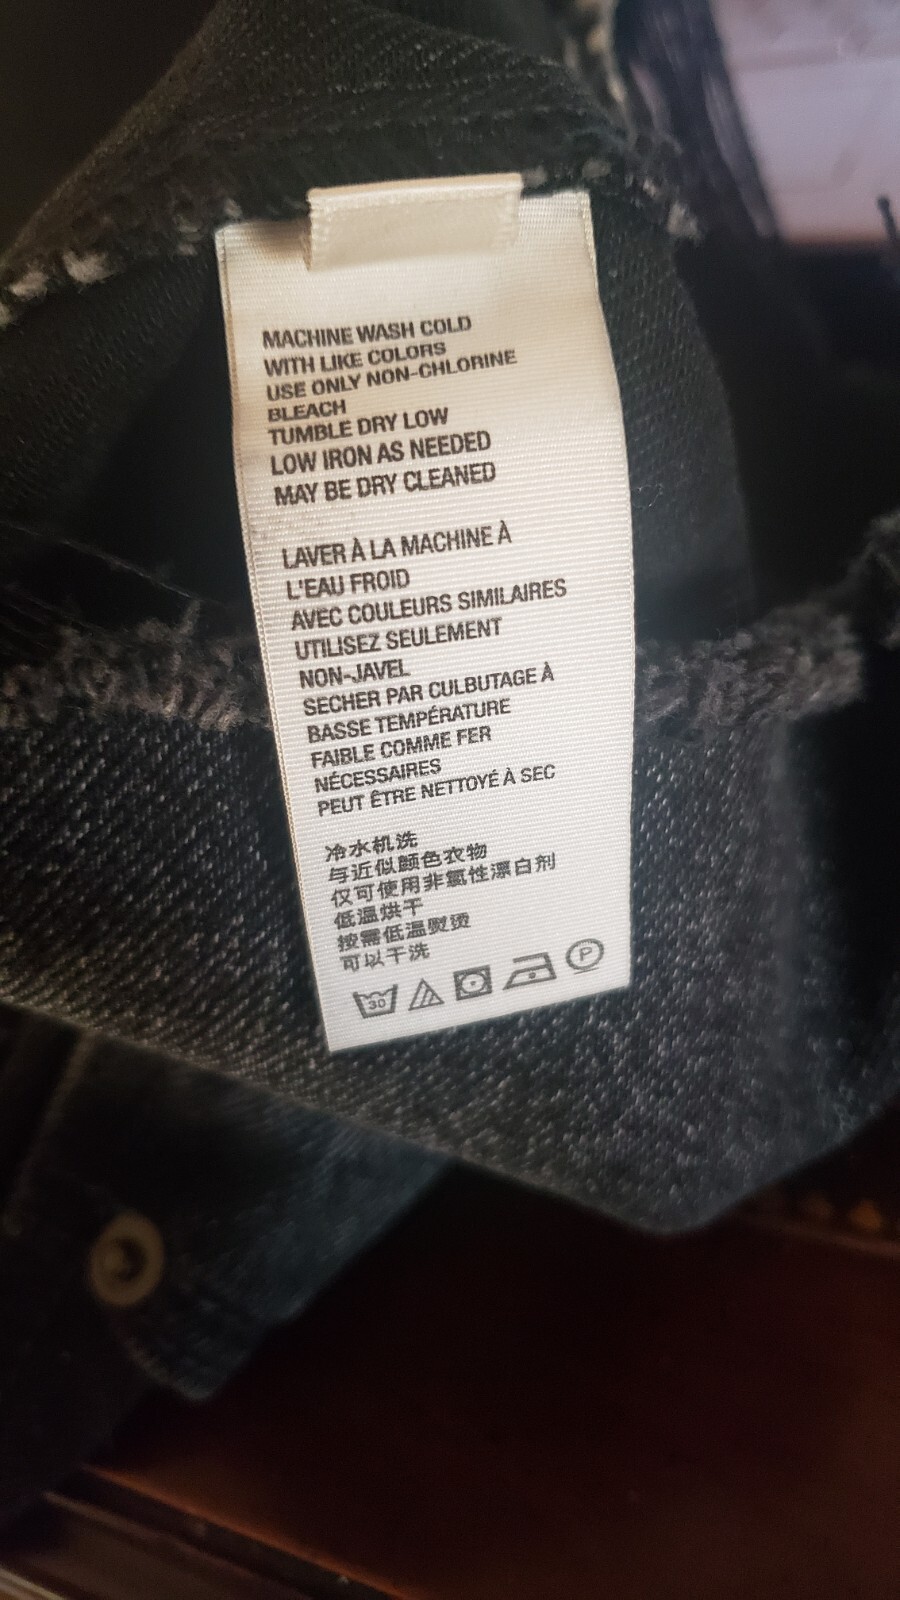 MACHINE WASH COLD
WITH LIKE COLORS
USE ONLY NON-CHLORINE
BLEACH
TUMBLE DRY LOW
LOW IRON AS NEEDED
MAY BE DRY CLEANED
LAVER À LA MACHINE À
L'EAU FROID
AVEC COULEURS SIMILAIRES
UTILISEZ SEULEMENT
NON-JAVEL
SECHER PAR CULBUTAGE À
BASSE TEMPÉRATURE
FAIBLE COMME FER
NÉCESSAIRES
PEUT ÊTRE NETTOYÉ À SEC
冷水机洗
与近似颜色衣物
仅可使用非氯性漂白剂
低温烘干
按需低温熨烫
可以干洗
30 P